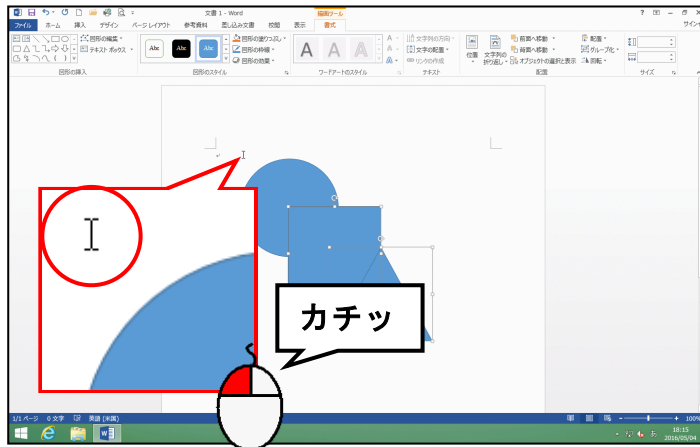 文書 1 - Word
描画ツール
サインイン
ファイル ホーム 挿入 デザイン ページ レイアウト 参考資料 差し込み文書 校閲 表示 書式
図形の編集
テキスト ボックス
図形の挿入
Abc Abc Abc
図形の塗りつぶし
図形の枠線
図形の効果
図形のスタイル
A A A
ワードアートのスタイル
文字列の方向
文字の配置
リンクの作成
テキスト
位置
文字列の
折り返し
前面へ移動
背面へ移動
オブジェクトの選択と表示
配置
グループ化
回転
配置
サイズ
カチッ
1/1 ページ 0 文字 英語 (米国)
100%
18:15
2016/05/04